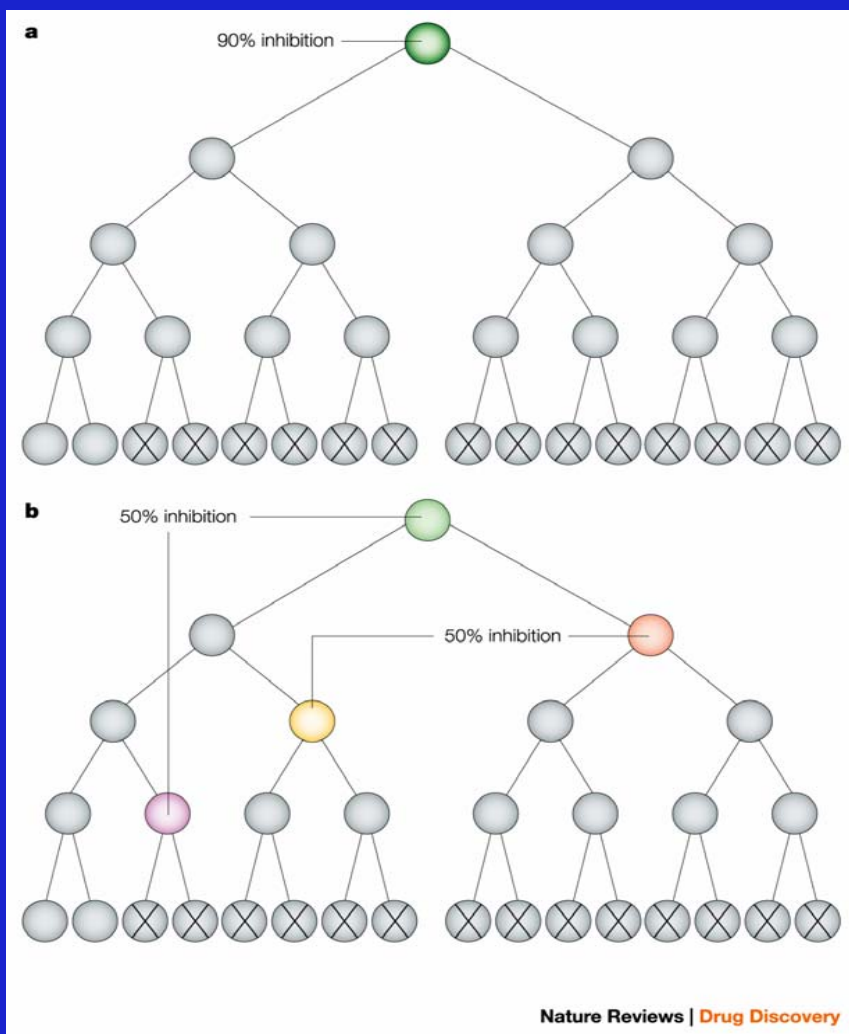 a
90% inhibition
b
50% inhibition
50% inhibition
Nature Reviews | Drug Discovery